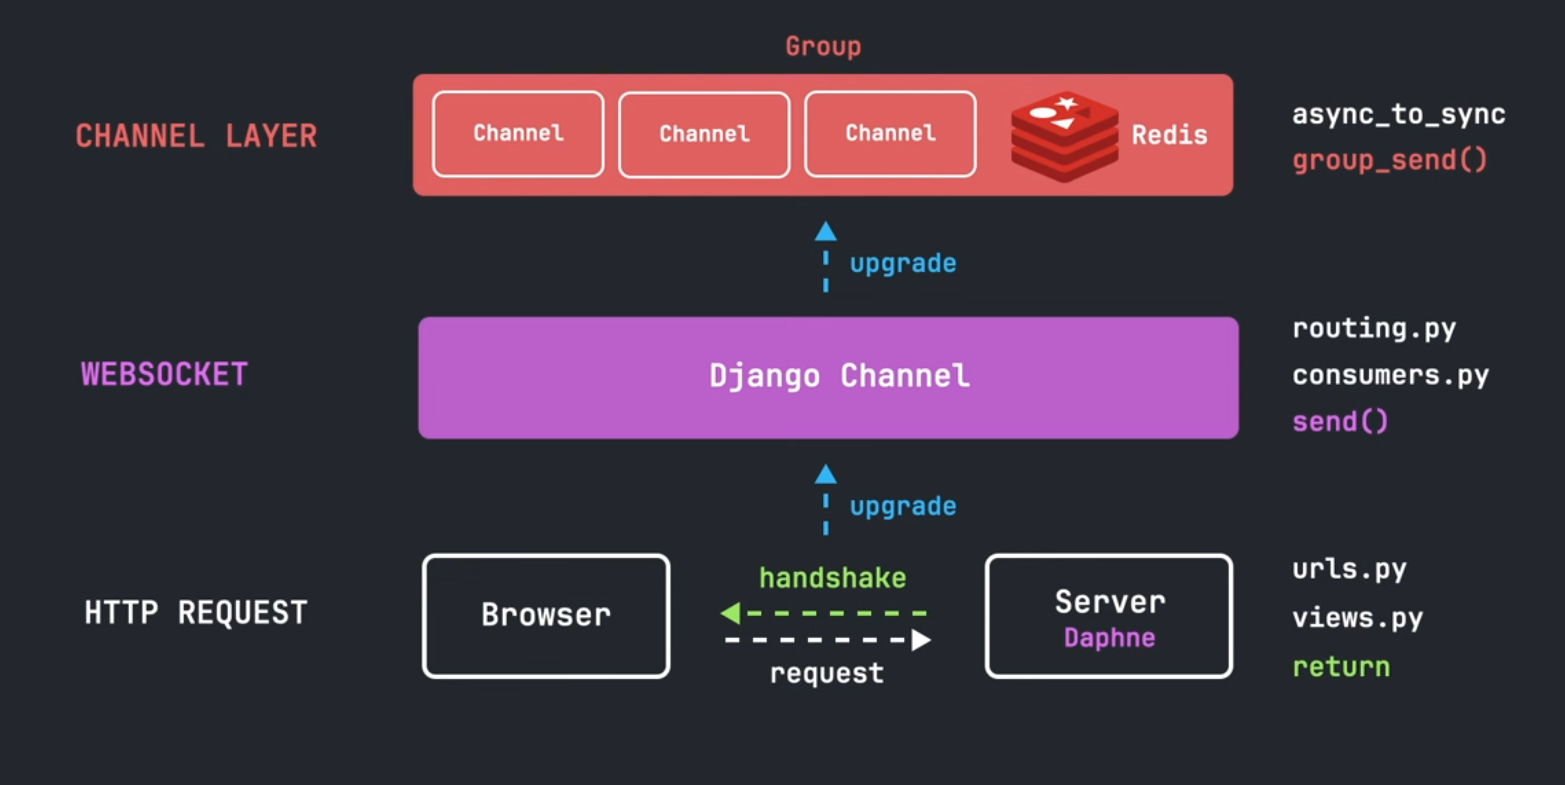 Group
CHANNEL LAYER
Channel
Channel
Channel
Redis
async_to_sync
group_send()
upgrade
WEBSOCKET
Django Channel
routing.py
consumers.py
send()
upgrade
HTTP REQUEST
Browser
handshake
request
Server
Daphne
urls.py
views.py
return